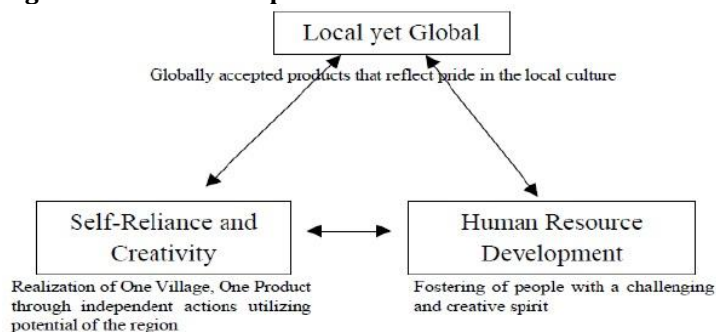 Local yet Global
Globally accepted products that reflect pride in the local culture
Self-Reliance and
Creativity
Realization of One Village, One Product
through independent actions utilizing
potential of the region
Human Resource
Development
Fostering of people with a challenging
and creative spirit